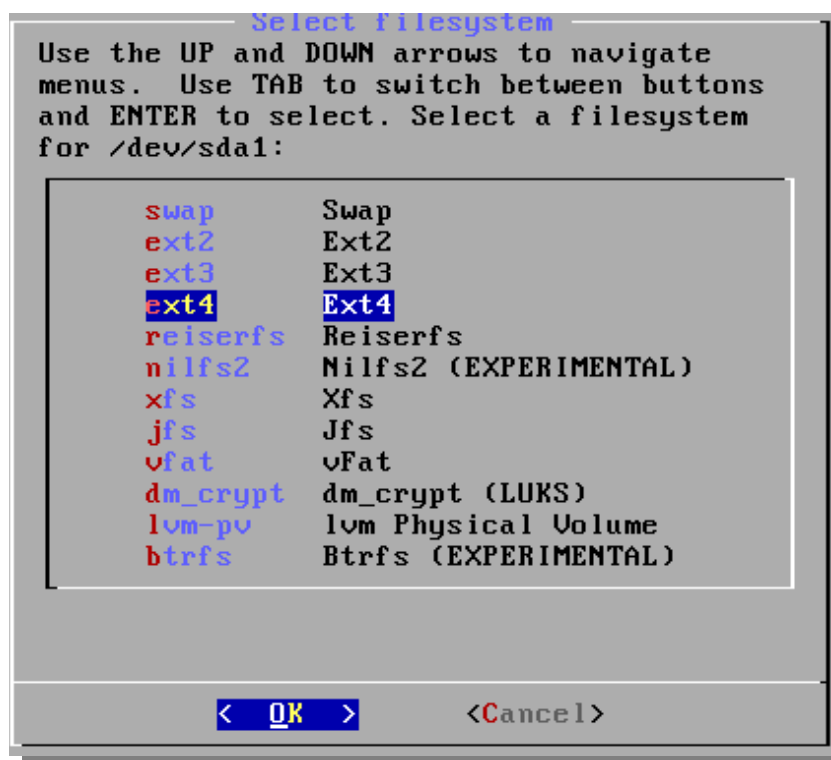 Select filesystem
Use the UP and DOWN arrows to navigate
menus.  Use TAB to switch between buttons
and ENTER to select. Select a filesystem
for /dev/sda1:
swap Swap
ext2 Ext2
ext3 Ext3
ext4 Ext4
reiserfs Reiserfs
nilfs2 Nilfs2 (EXPERIMENTAL)
xfs Xfs
jfs Jfs
vfat vFat
dm_crypt dm_crypt (LUKS)
lvm-pv lvm Physical Volume
btrfs Btrfs (EXPERIMENTAL)
< OK > <Cancel>